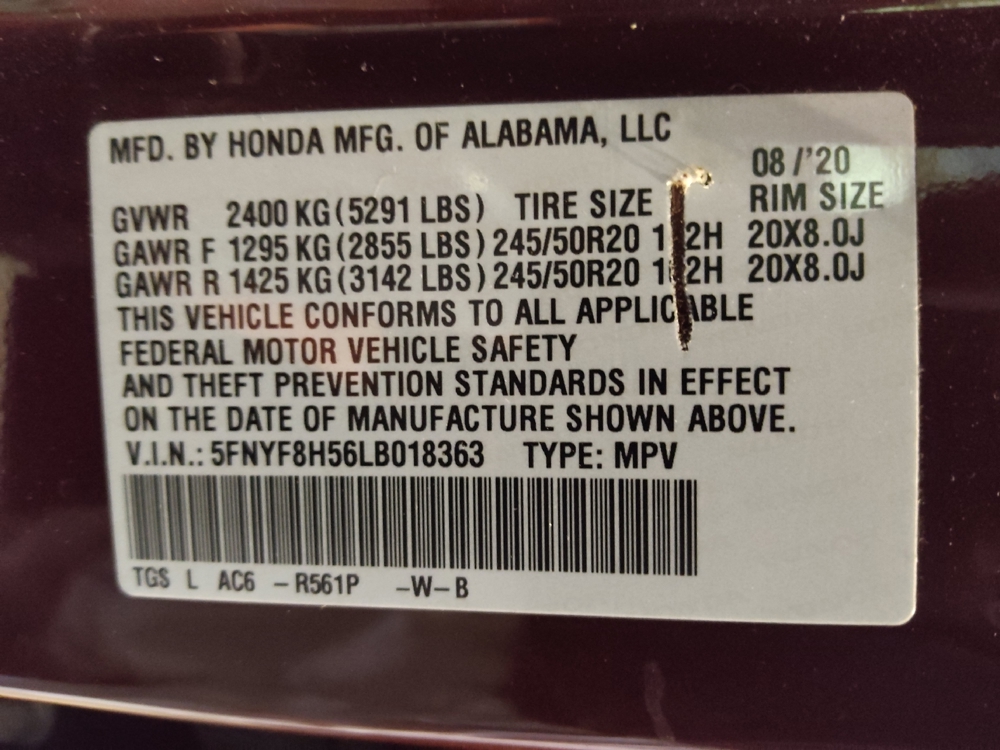 MFD. BY HONDA MFG. OF ALABAMA, LLC
08/'20
GVWR 2400 KG (5291 LBS) TIRE SIZE RIM SIZE
GAWR F 1295 KG (2855 LBS) 245/50R20 20X8.0J
GAWR R 1425 KG (3142 LBS) 245/50R20 20X8.0J
THIS VEHICLE CONFORMS TO ALL APPLICABLE
FEDERAL MOTOR VEHICLE SAFETY
AND THEFT PREVENTION STANDARDS IN EFFECT
ON THE DATE OF MANUFACTURE SHOWN ABOVE.
V.I.N.: 5FNYF8H56LB018363 TYPE: MPV
TGS L AC6 -R561P -W-B